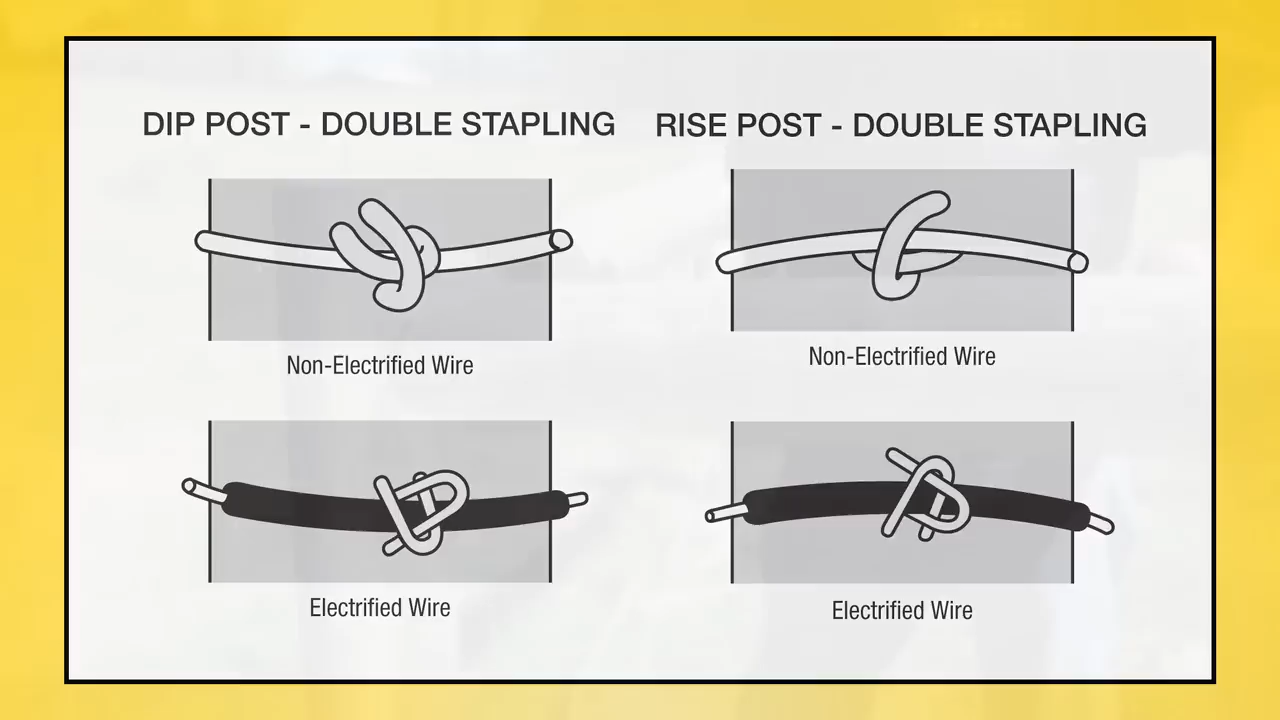 DIP POST - DOUBLE STAPLING
RISE POST - DOUBLE STAPLING
Non-Electrified Wire
Non-Electrified Wire
Electrified Wire
Electrified Wire